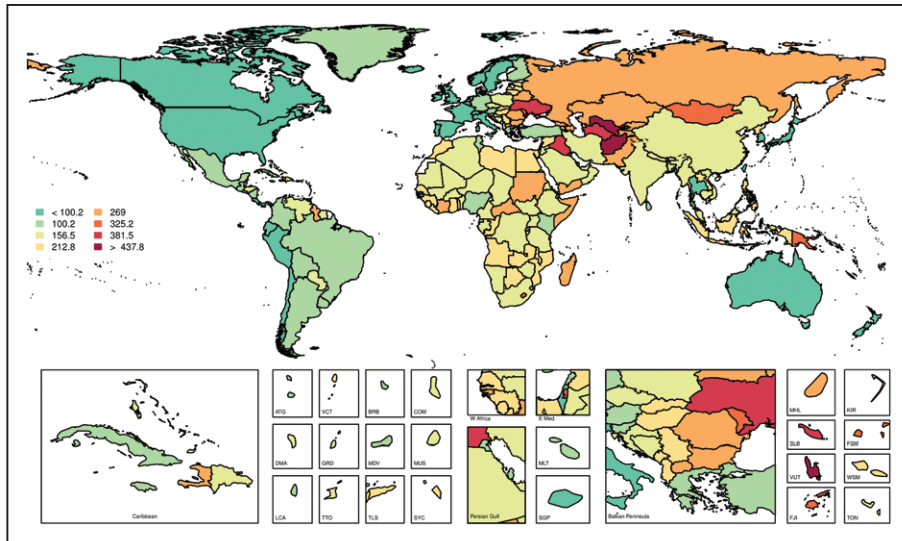 < 100.2 269
100.2 325.2
156.5 381.5
212.8 > 437.8
ATG VCT BRB COM
DMA GRD MDV MUS
LCA TTO TLS SYC
Caribbean
W Africa E Med.
Persian Gulf
MLT
SGP
Balkan Peninsula
MHL KIR
SLB FSM
VUT WSM
FJI TON